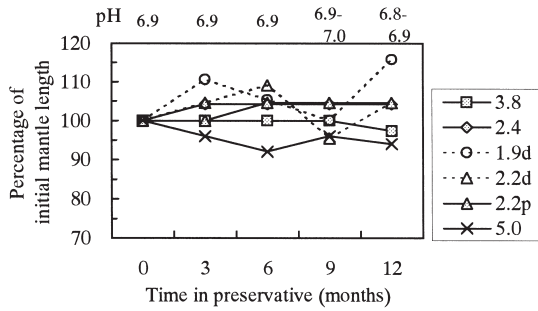 pH 6.9 6.9 6.9 6.9-7.0 6.8-6.9
120
110
100
90
80
70
Percentage of
initial mantle length
0 3 6 9 12
Time in preservative (months)
3.8
2.4
1.9d
2.2d
2.2p
5.0